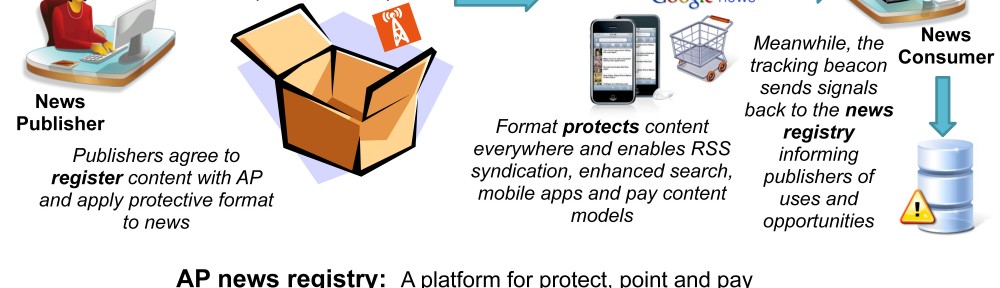 Google news
News
Publisher
Publishers agree to
register content with AP
and apply protective format
to news
Format protects content
everywhere and enables RSS
syndication, enhanced search,
mobile apps and pay content
models
Meanwhile, the
tracking beacon
sends signals
back to the news
registry
informing
publishers of
uses and
opportunities
News
Consumer
AP news registry: A platform for protect, point and pay